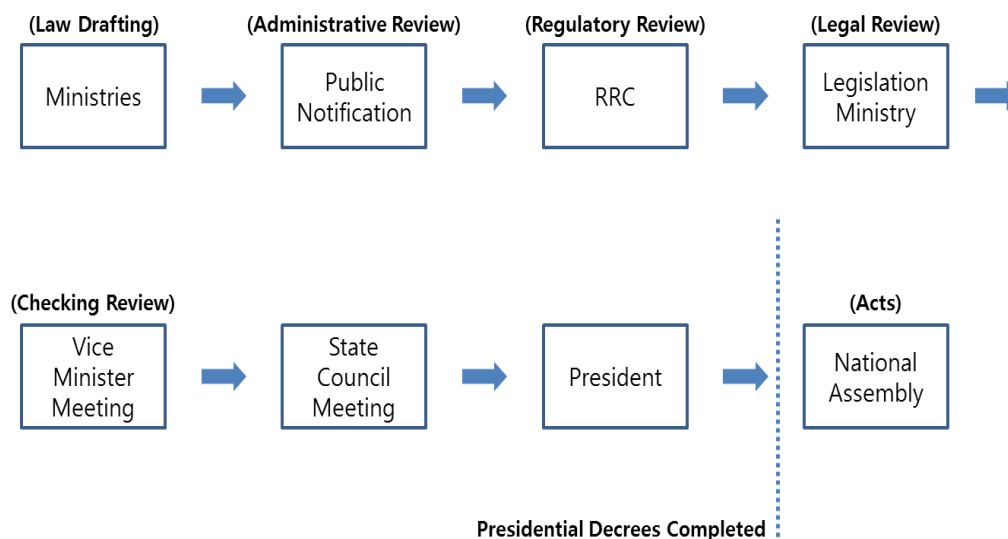 (Law Drafting)
(Administrative Review)
(Regulatory Review)
(Legal Review)
Ministries
Public
Notification
RRC
Legislation
Ministry
(Checking Review)
(Acts)
Vice
Minister
Meeting
State
Council
Meeting
President
National
Assembly
Presidential Decrees Completed